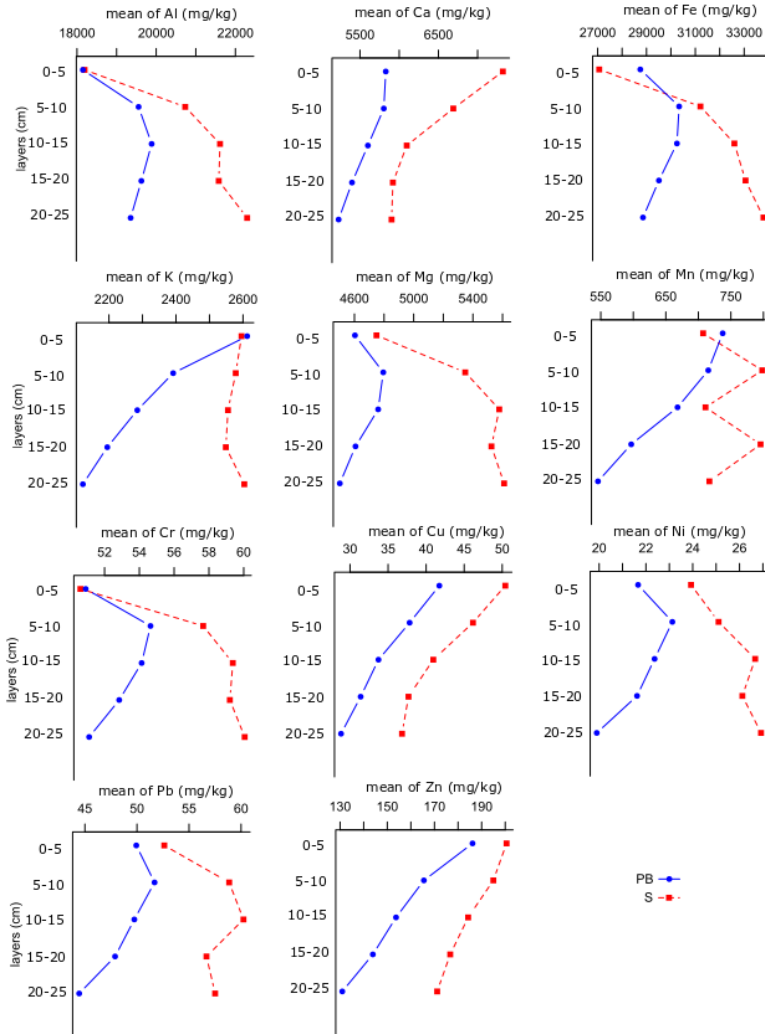 mean of Al (mg/kg)
18000 20000 22000
layers (cm)
0-5
5-10
10-15
15-20
20-25
mean of Ca (mg/kg)
5500 6500
0-5
5-10
10-15
15-20
20-25
mean of Fe (mg/kg)
27000 29000 31000 33000
0-5
5-10
10-15
15-20
20-25
mean of K (mg/kg)
2200 2400 2600
layers (cm)
0-5
5-10
10-15
15-20
20-25
mean of Mg (mg/kg)
4600 5000 5400
0-5
5-10
10-15
15-20
20-25
mean of Mn (mg/kg)
550 650 750
0-5
5-10
10-15
15-20
20-25
mean of Cr (mg/kg)
52 54 56 58 60
layers (cm)
0-5
5-10
10-15
15-20
20-25
mean of Cu (mg/kg)
30 35 40 45 50
0-5
5-10
10-15
15-20
20-25
mean of Ni (mg/kg)
20 22 24 26
0-5
5-10
10-15
15-20
20-25
mean of Pb (mg/kg)
45 50 55 60
layers (cm)
0-5
5-10
10-15
15-20
20-25
mean of Zn (mg/kg)
130 150 170 190
0-5
5-10
10-15
15-20
20-25
PB
S